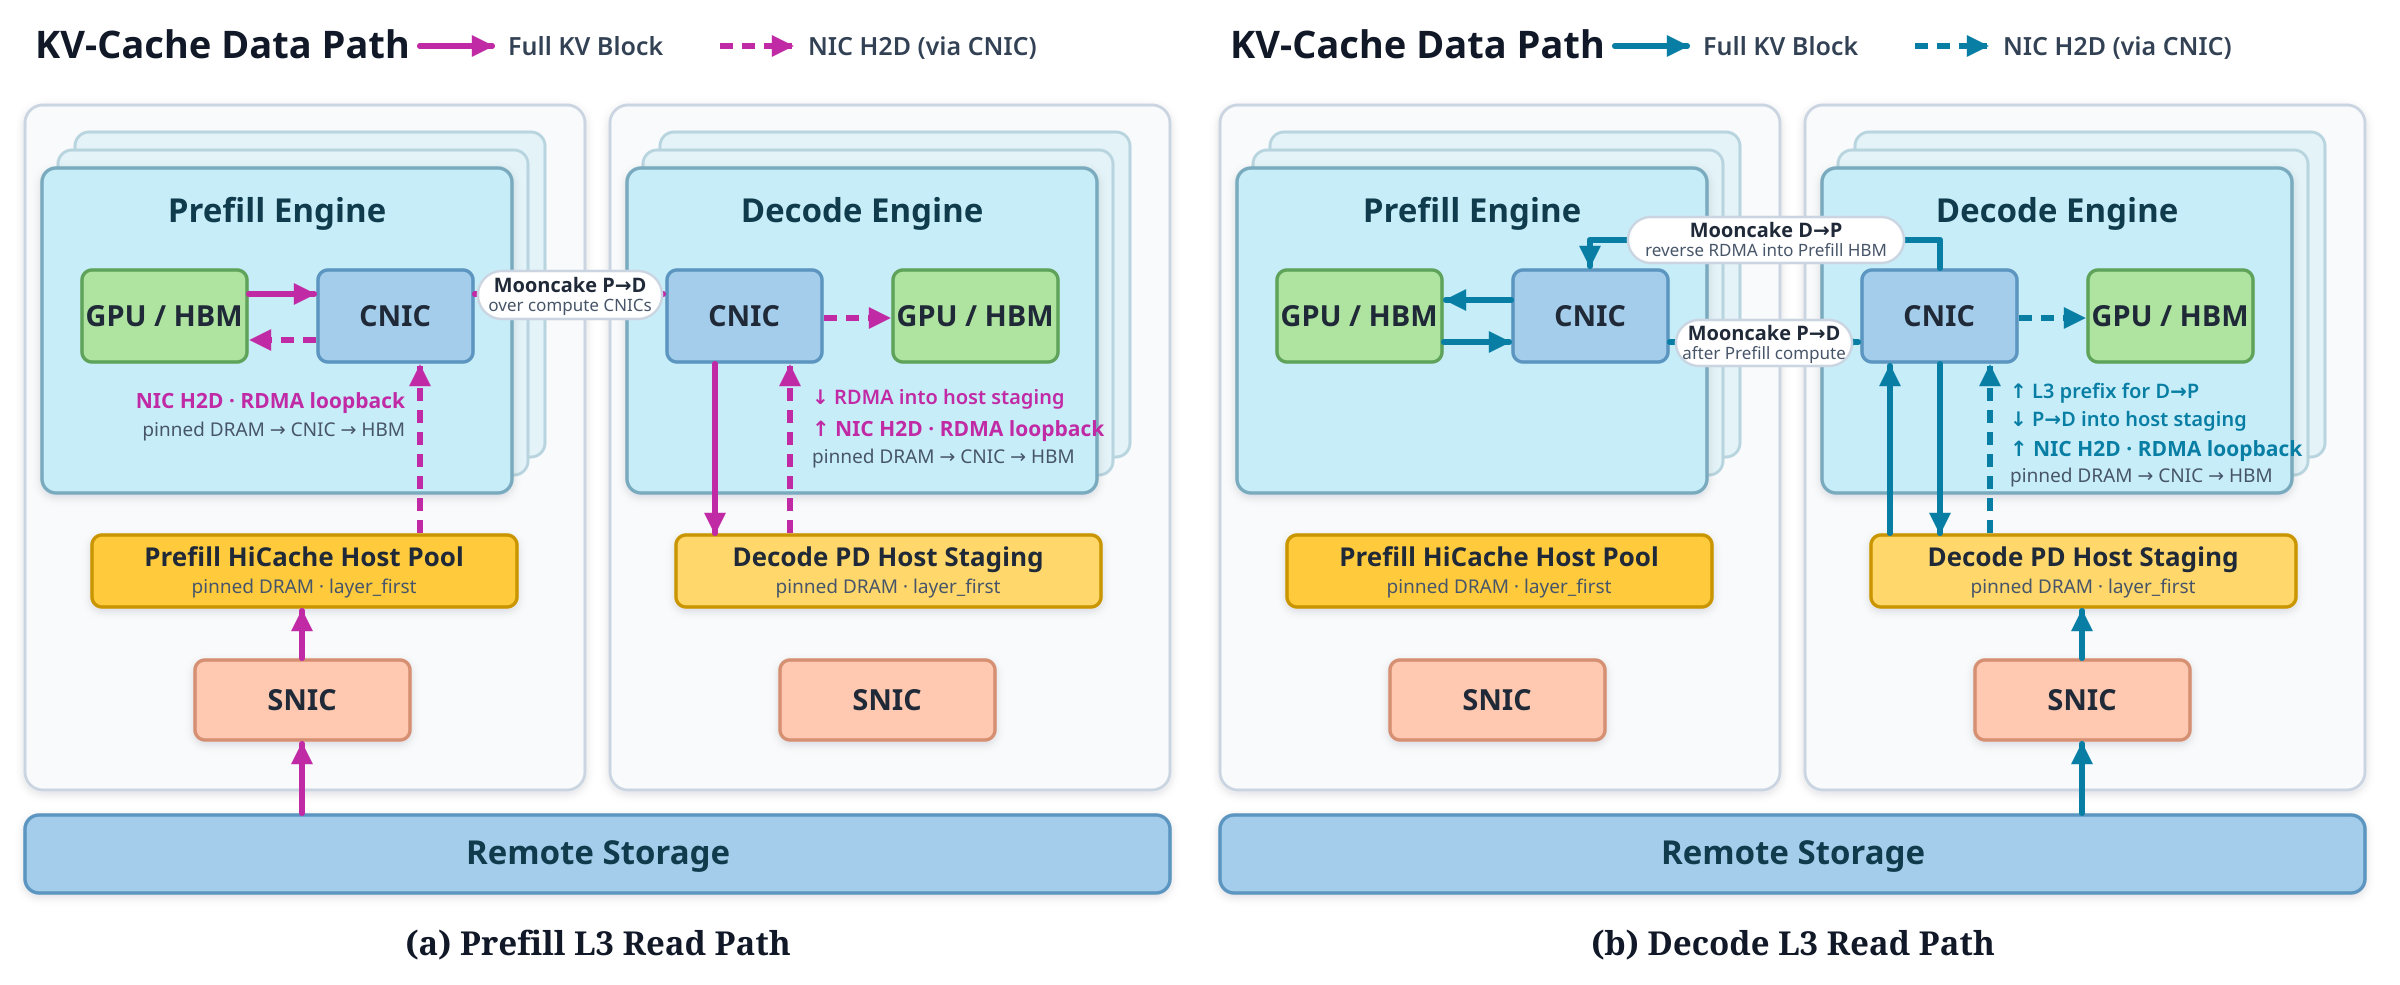 KV-Cache Data Path
Full KV Block
NIC H2D (via CNIC)
Prefill Engine
Decode Engine
GPU / HBM
CNIC
Mooncake P→D
over compute CNICs
CNIC
GPU / HBM
NIC H2D · RDMA loopback
pinned DRAM → CNIC → HBM
↓ RDMA into host staging
↑ NIC H2D · RDMA loopback
pinned DRAM → CNIC → HBM
Prefill HiCache Host Pool
pinned DRAM · layer_first
Decode PD Host Staging
pinned DRAM · layer_first
SNIC
SNIC
Remote Storage
(a) Prefill L3 Read Path
KV-Cache Data Path
Full KV Block
NIC H2D (via CNIC)
Prefill Engine
Decode Engine
Mooncake D→P
reverse RDMA into Prefill HBM
GPU / HBM
CNIC
Mooncake P→D
after Prefill compute
CNIC
GPU / HBM
↑ L3 prefix for D→P
↓ P→D into host staging
↑ NIC H2D · RDMA loopback
pinned DRAM → CNIC → HBM
Prefill HiCache Host Pool
pinned DRAM · layer_first
Decode PD Host Staging
pinned DRAM · layer_first
SNIC
SNIC
Remote Storage
(b) Decode L3 Read Path